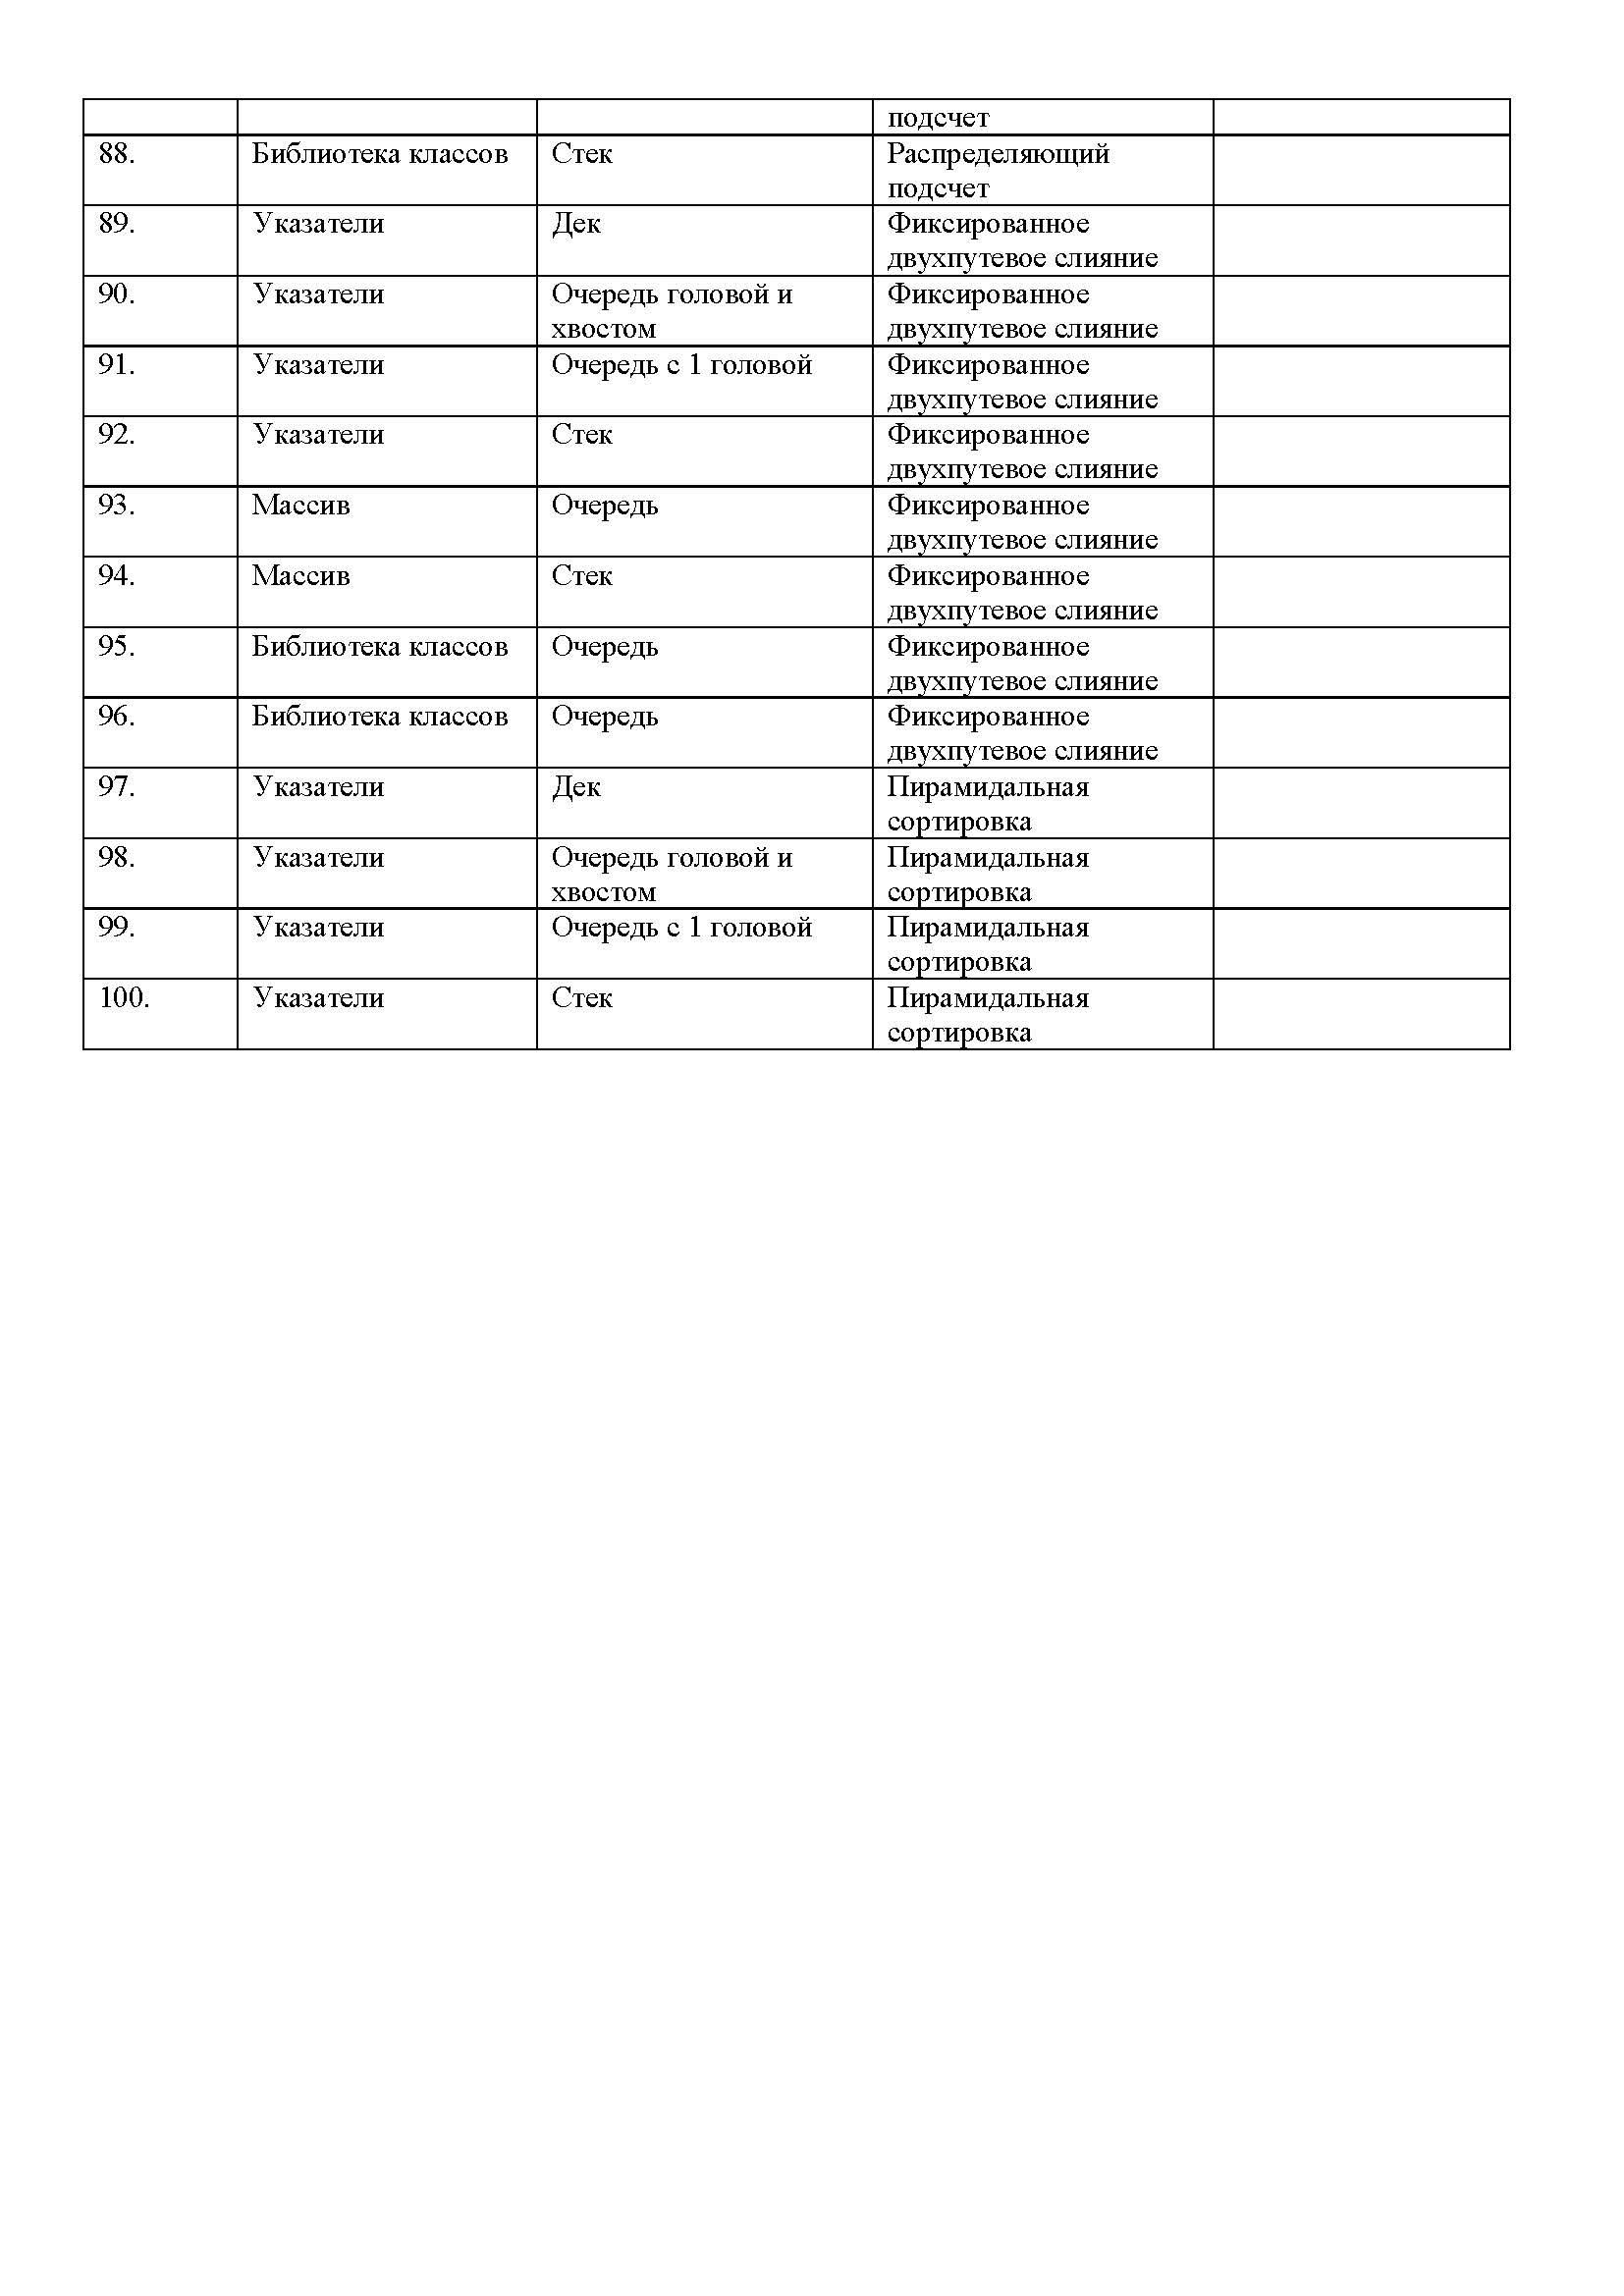 подсчет
88. Библиотека классов Стек Распределяющий
подсчет
89. Указатели Дек Фиксированное
двухпутевое слияние
90. Указатели Очередь головой и Фиксированное
хвостом двухпутевое слияние
91. Указатели Очередь с 1 головой Фиксированное
двухпутевое слияние
92. Указатели Стек Фиксированное
двухпутевое слияние
93. Массив Очередь Фиксированное
двухпутевое слияние
94. Массив Стек Фиксированное
двухпутевое слияние
95. Библиотека классов Очередь Фиксированное
двухпутевое слияние
96. Библиотека классов Очередь Фиксированное
двухпутевое слияние
97. Указатели Дек Пирамидальная
сортировка
98. Указатели Очередь головой и Пирамидальная
хвостом сортировка
99. Указатели Очередь с 1 головой Пирамидальная
сортировка
100. Указатели Стек Пирамидальная
сортировка